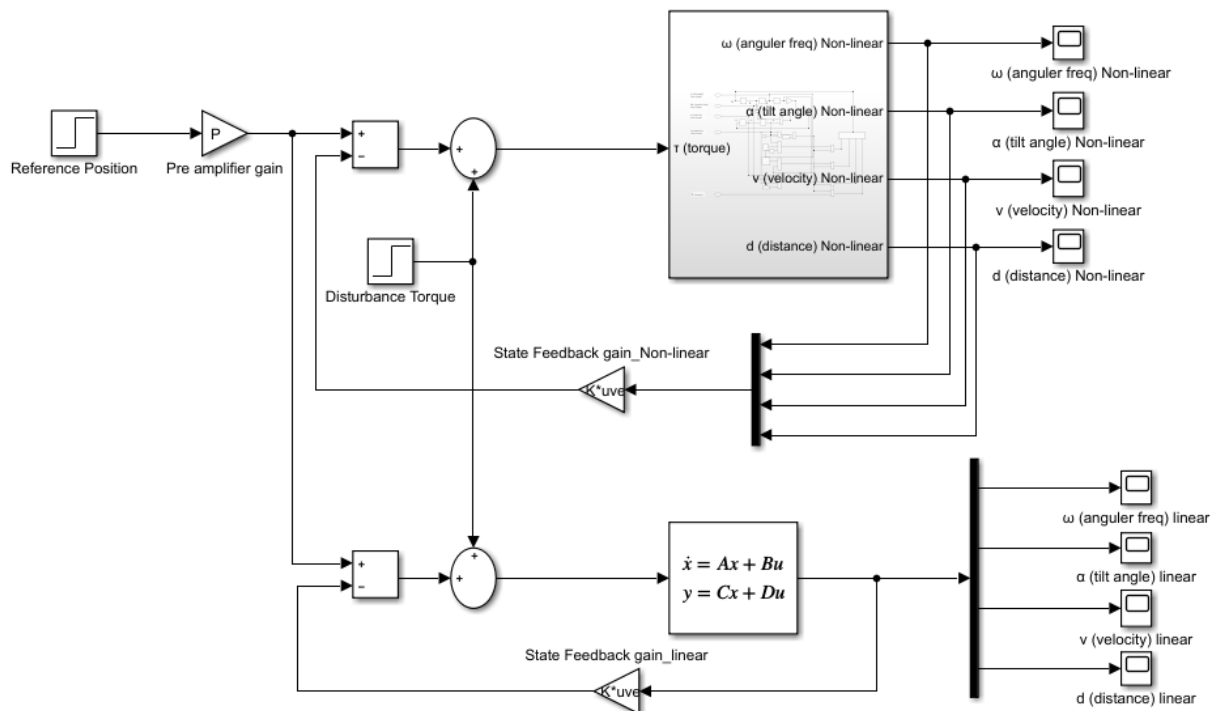 ω (anguler freq) Non-linear
ω (anguler freq) Non-linear
α (tilt angle) Non-linear
α (tilt angle) Non-linear
P
Reference Position
Pre amplifier gain
+
−
+
+
τ (torque)
v (velocity) Non-linear
v (velocity) Non-linear
d (distance) Non-linear
d (distance) Non-linear
Disturbance Torque
State Feedback gain_Non-linear
K*uve
+
−
+
+
ẋ = Ax + Bu
y = Cx + Du
ω (anguler freq) linear
α (tilt angle) linear
v (velocity) linear
d (distance) linear
State Feedback gain_linear
K*uve